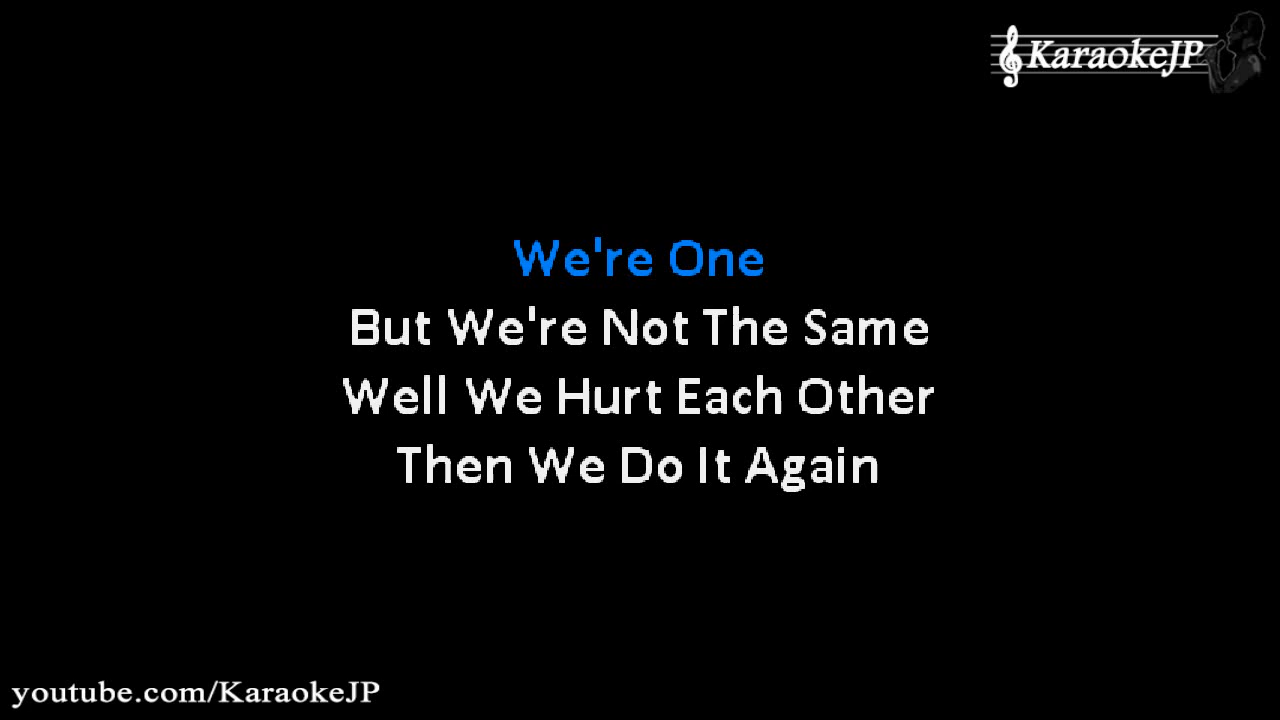 KaraokeJP
We're One
But We're Not The Same
Well We Hurt Each Other
Then We Do It Again
youtube.com/KaraokeJP